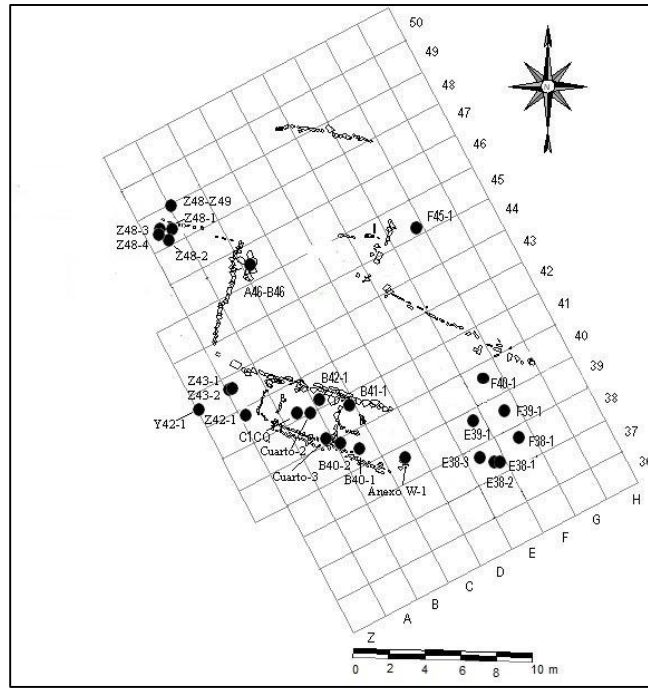 50
49
48
47
46
45
44
43
42
41
40
39
38
37
36
N
Z48-Z49
Z48-1
Z48-3
Z48-4
Z48-2
F45-1
A46-B46
F40-1
Z43-1
Z43-2
B42-1
B41-1
Y42-1
Z42-1
C1CQ
Cuarto-2
Cuarto-3
B40-2
B40-1
Anexo W-1
E39-1
F39-1
F38-1
E38-3
E38-1
E38-2
H
G
F
E
D
C
B
A
Z
0 2 4 6 8 10 m